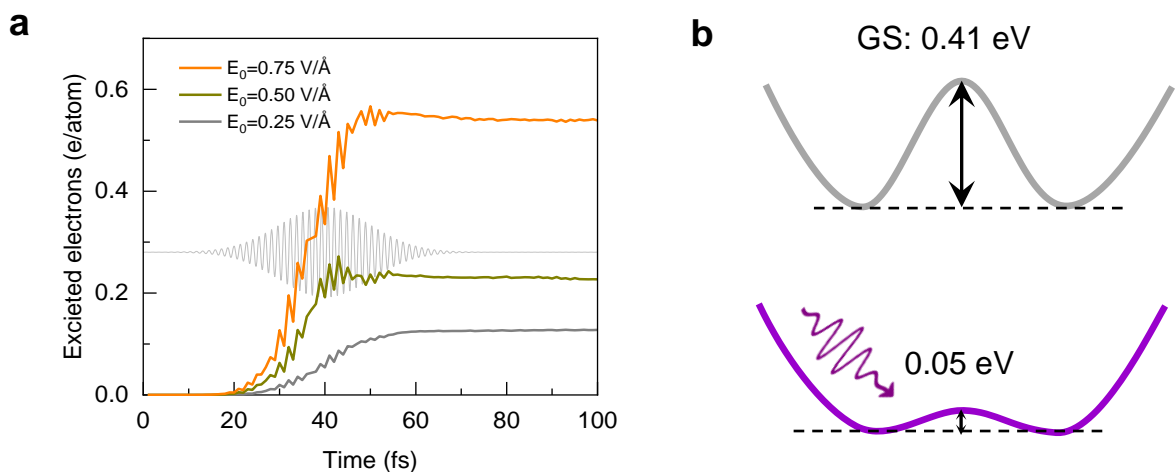 a
E₀=0.75 V/Å
E₀=0.50 V/Å
E₀=0.25 V/Å
Excieted electrons (e/atom)
0.6
0.4
0.2
0.0
0 20 40 60 80 100
Time (fs)
b
GS: 0.41 eV
0.05 eV